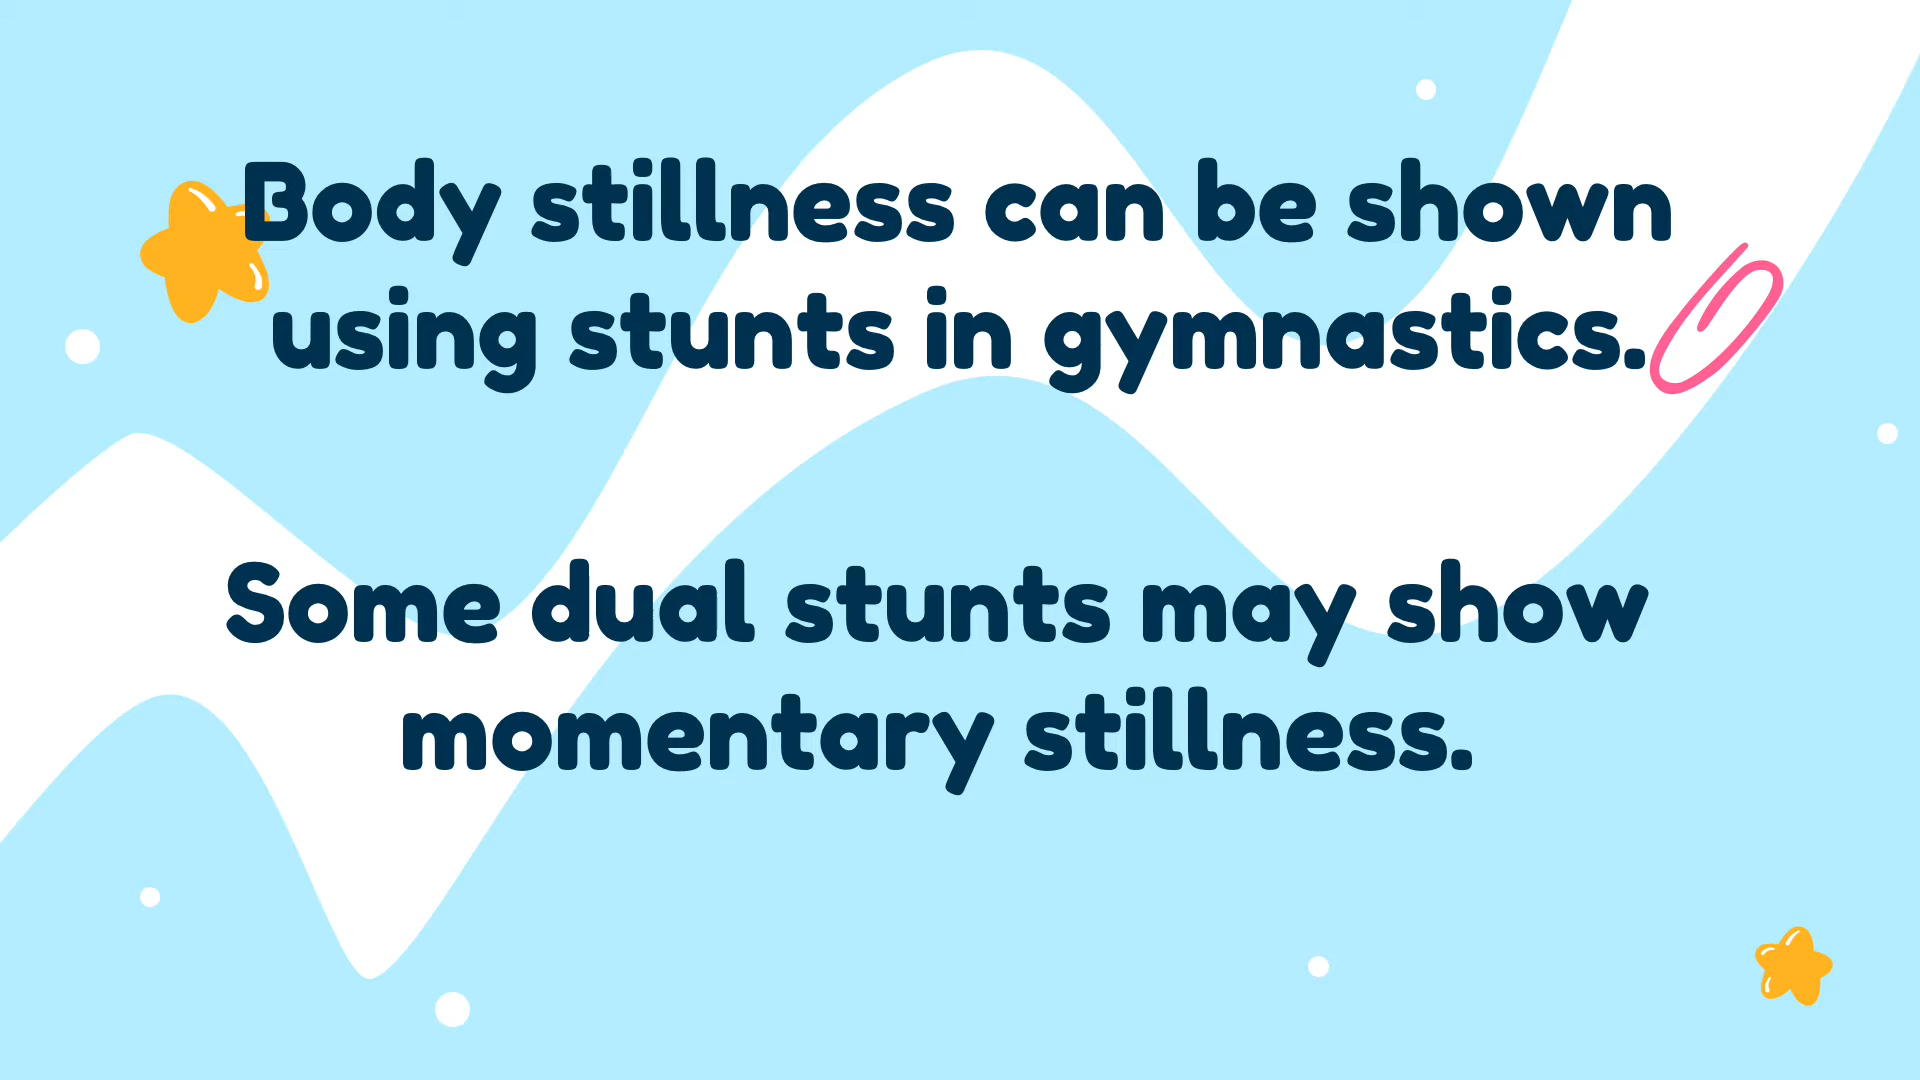 Body stillness can be shown
using stunts in gymnastics.
Some dual stunts may show
momentary stillness.